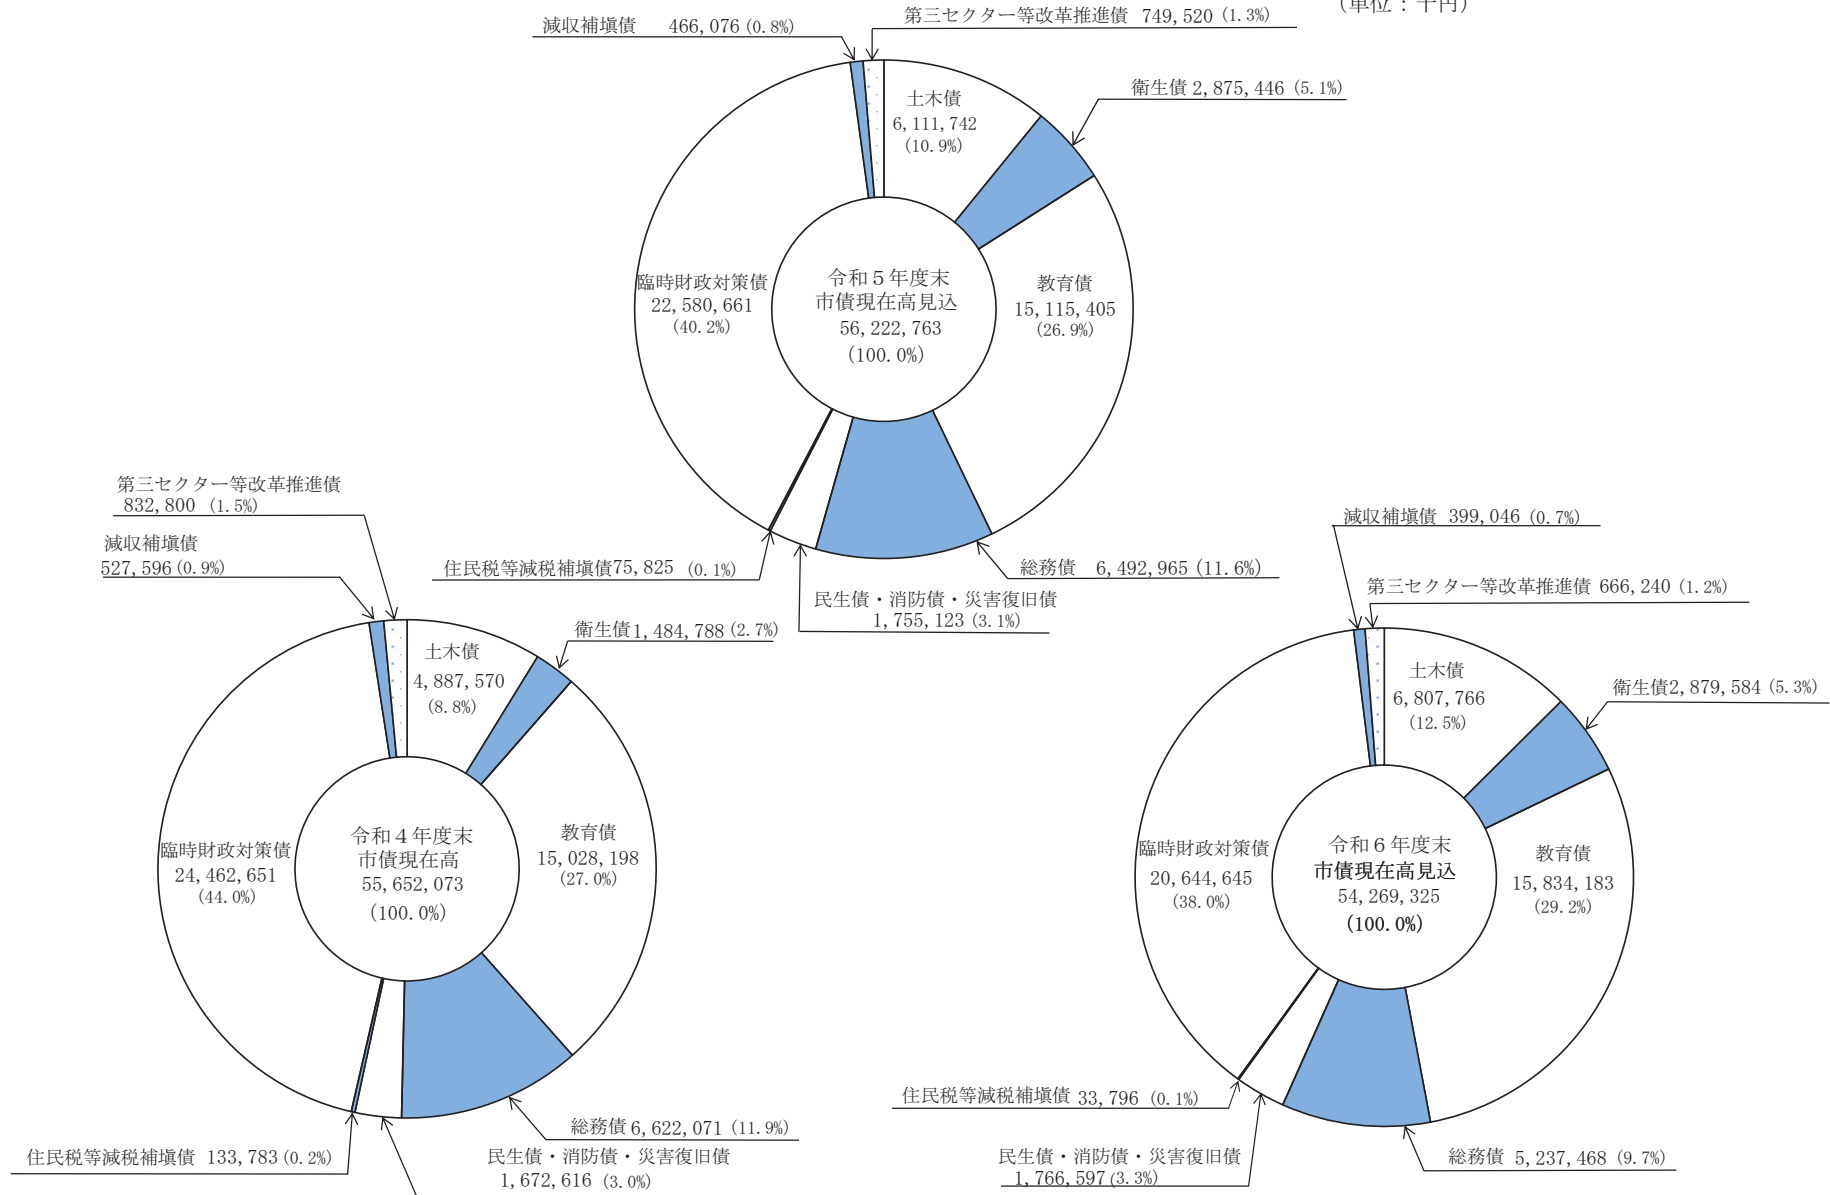 (単位：千円)
減収補塡債 466,076 (0.8%)
第三セクター等改革推進債 749,520 (1.3%)
土木債
6,111,742
(10.9%)
衛生債 2,875,446 (5.1%)
教育債
15,115,405
(26.9%)
臨時財政対策債
22,580,661
(40.2%)
令和５年度末
市債現在高見込
56,222,763
(100.0%)
住民税等減税補塡債75,825 (0.1%)
総務債 6,492,965 (11.6%)
民生債・消防債・災害復旧債
1,755,123 (3.1%)
第三セクター等改革推進債
832,800 (1.5%)
減収補塡債
527,596 (0.9%)
土木債
4,887,570
(8.8%)
衛生債 1,484,788 (2.7%)
教育債
15,028,198
(27.0%)
臨時財政対策債
24,462,651
(44.0%)
令和４年度末
市債現在高
55,652,073
(100.0%)
総務債 6,622,071 (11.9%)
住民税等減税補塡債 133,783 (0.2%)
民生債・消防債・災害復旧債
1,672,616 (3.0%)
減収補塡債 399,046 (0.7%)
第三セクター等改革推進債 666,240 (1.2%)
土木債
6,807,766
(12.5%)
衛生債2,879,584 (5.3%)
教育債
15,834,183
(29.2%)
臨時財政対策債
20,644,645
(38.0%)
令和６年度末
市債現在高見込
54,269,325
(100.0%)
住民税等減税補塡債 33,796 (0.1%)
民生債・消防債・災害復旧債
1,766,597 (3.3%)
総務債 5,237,468 (9.7%)